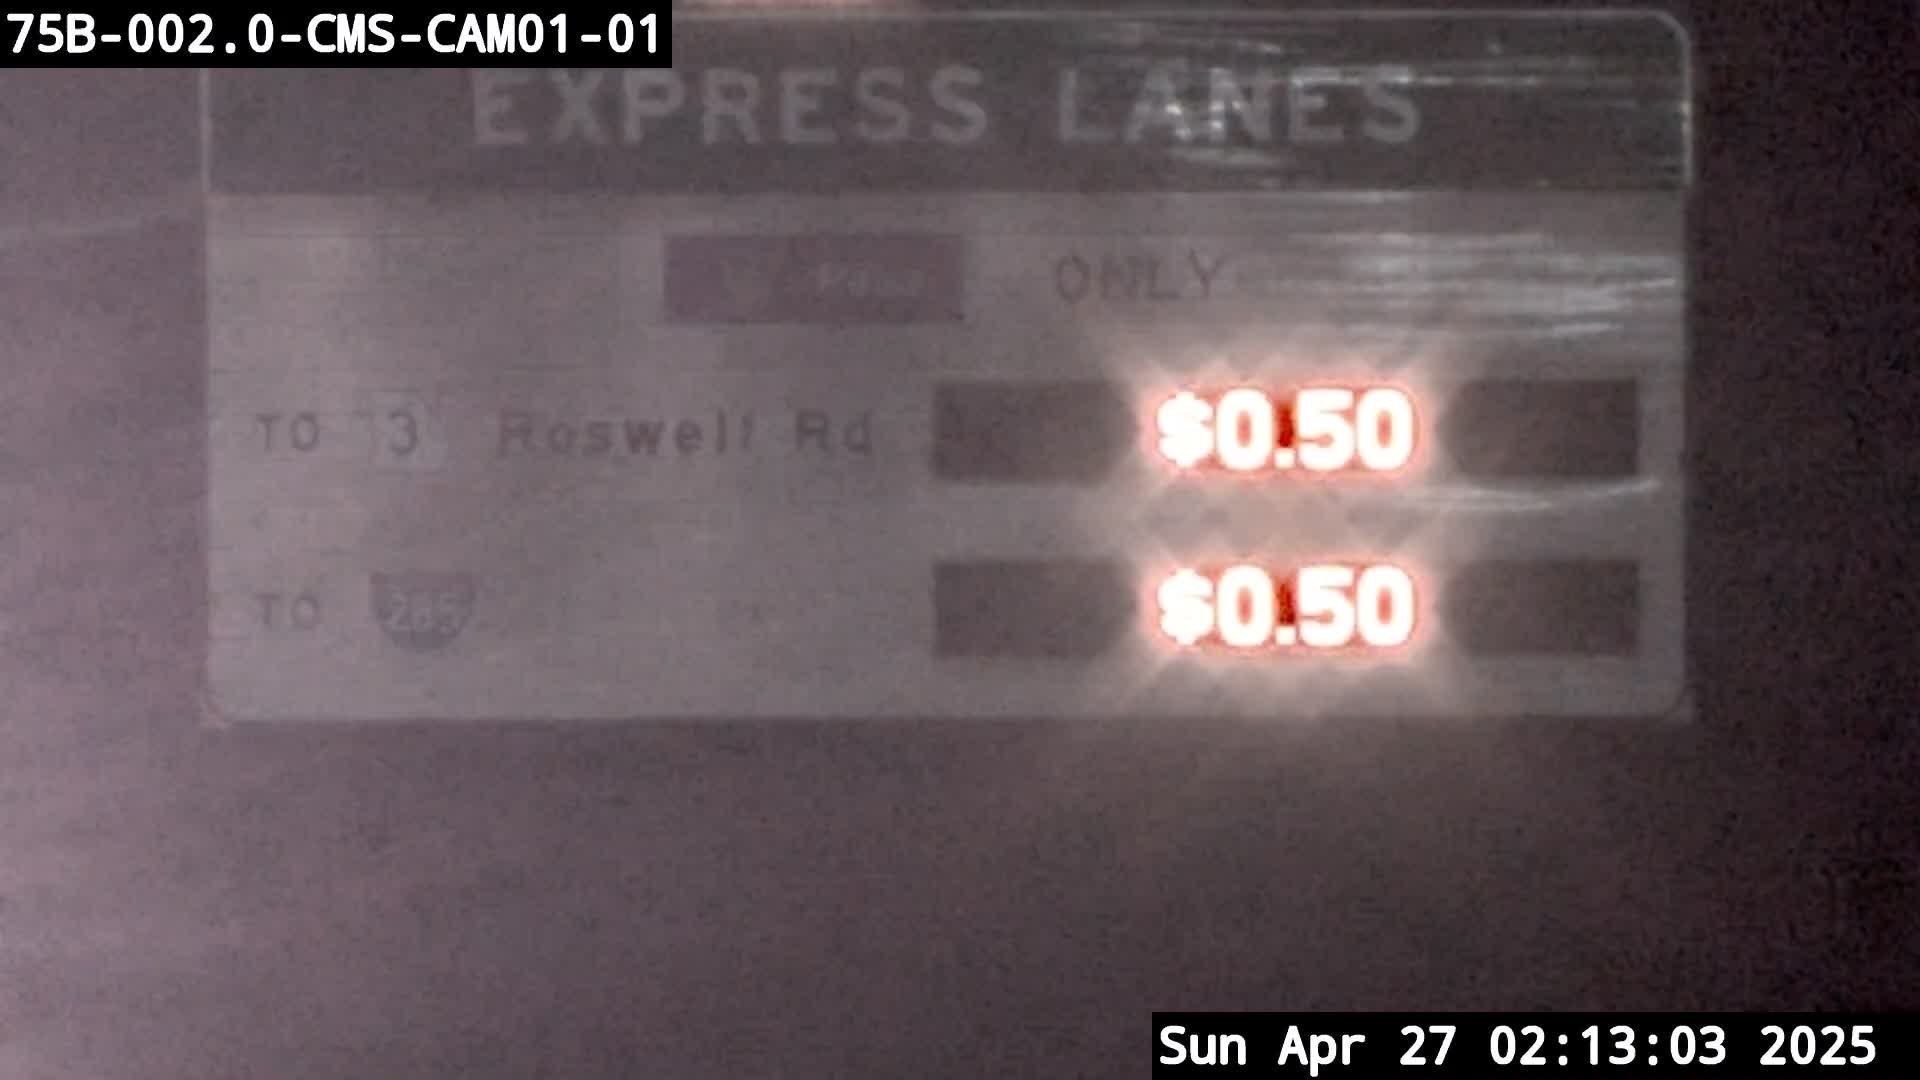 75B-002.0-CMS-CAM01-01
EXPRESS LANES
ONLY
TO 3 Roswell Rd $0.50
TO 285 $0.50
Sun Apr 27 02:13:03 2025